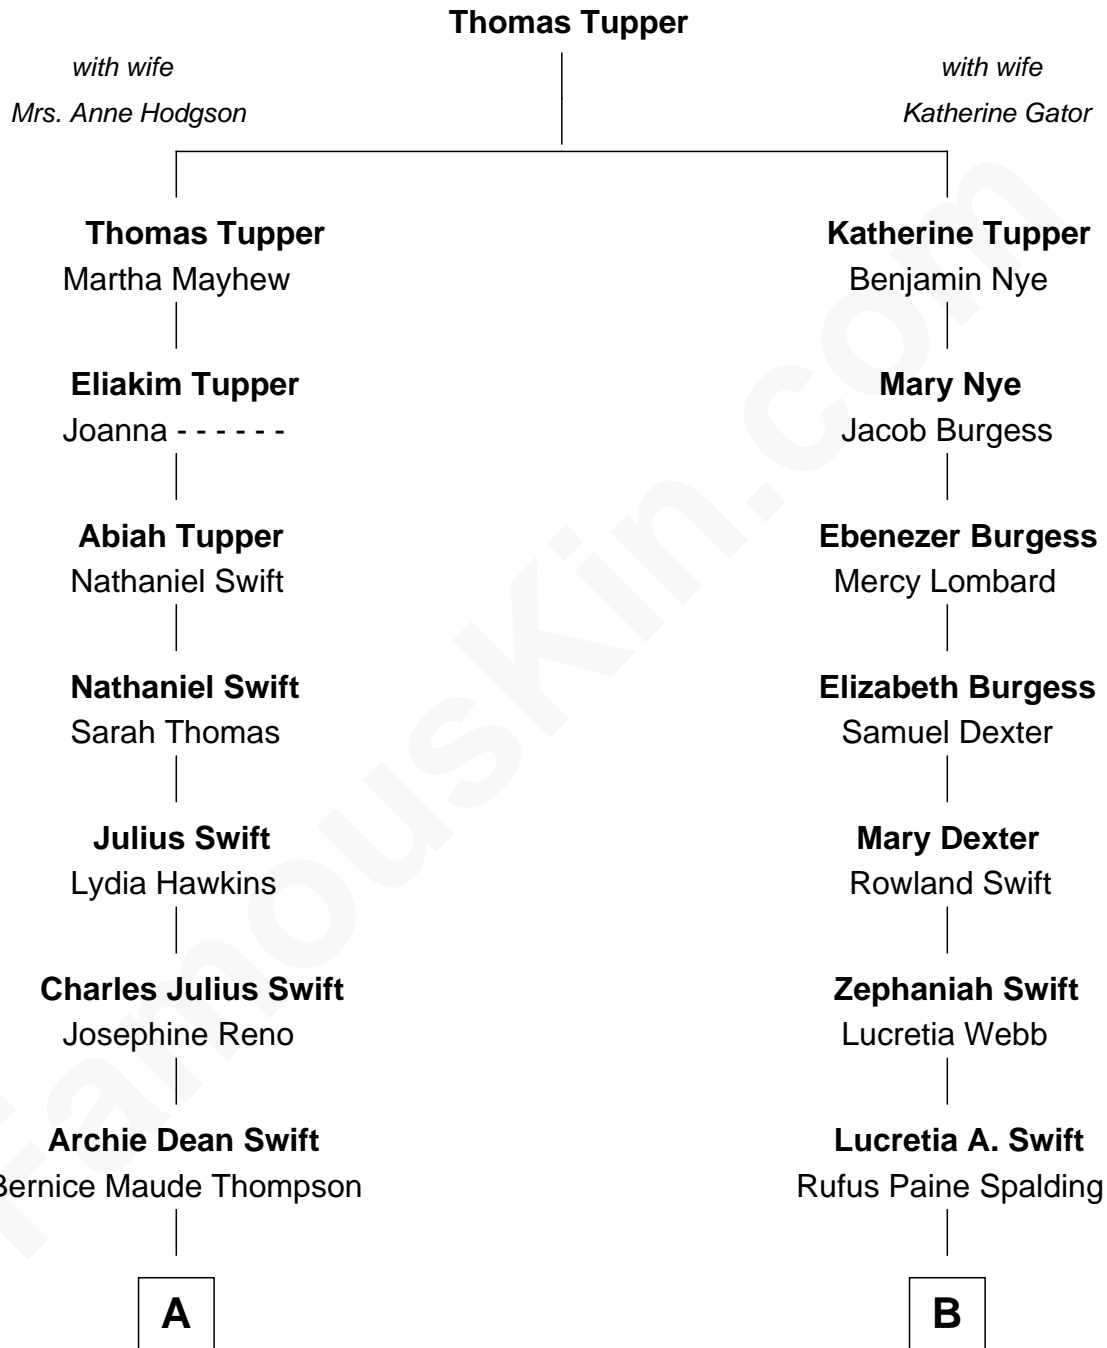 Thomas Tupper
with wife
Mrs. Anne Hodgson
with wife
Katherine Gator
Thomas Tupper
Martha Mayhew
Katherine Tupper
Benjamin Nye
Eliakim Tupper
Joanna - - - - - -
Mary Nye
Jacob Burgess
Abiah Tupper
Nathaniel Swift
Ebenezer Burgess
Mercy Lombard
Nathaniel Swift
Sarah Thomas
Elizabeth Burgess
Samuel Dexter
Julius Swift
Lydia Hawkins
Mary Dexter
Rowland Swift
Charles Julius Swift
Josephine Reno
Zephaniah Swift
Lucretia Webb
Archie Dean Swift
Bernice Maude Thompson
Lucretia A. Swift
Rufus Paine Spalding
A
B
FamousKin.com